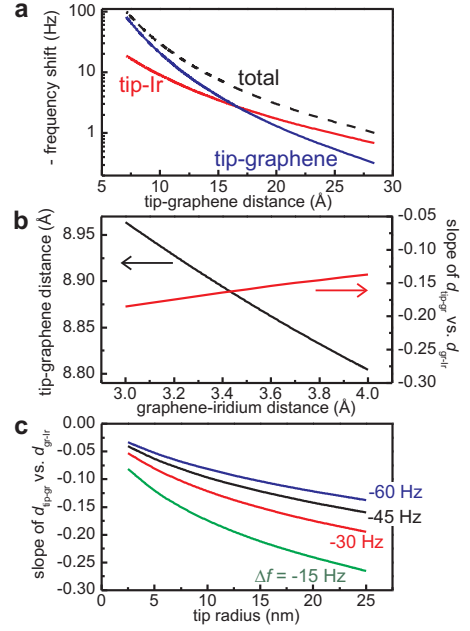 a
- frequency shift (Hz)
100
10
1
tip-Ir
total
tip-graphene
5 10 15 20 25 30
tip-graphene distance (Å)
b
tip-graphene distance (Å)
8.95
8.90
8.85
8.80
-0.05
-0.10
-0.15
-0.20
-0.25
-0.30
slope of d_tip-gr vs. d_gr-Ir
3.0 3.2 3.4 3.6 3.8 4.0
graphene-iridium distance (Å)
c
slope of d_tip-gr vs. d_gr-Ir
0.00
-0.05
-0.10
-0.15
-0.20
-0.25
-0.30
-60 Hz
-45 Hz
-30 Hz
Δf = -15 Hz
0 5 10 15 20 25
tip radius (nm)